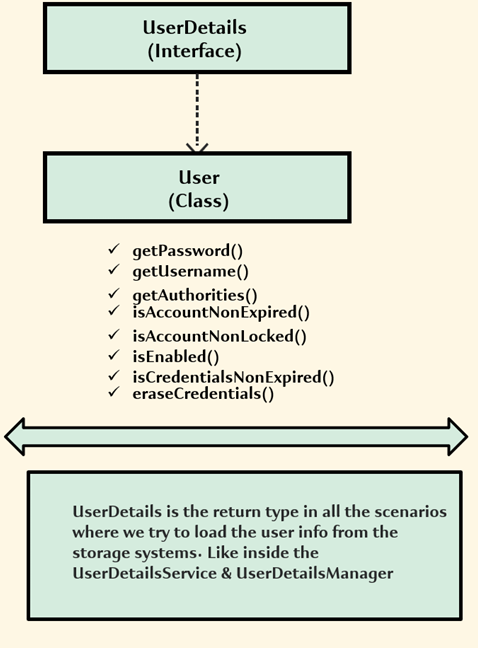 UserDetails
(Interface)
User
(Class)
✓ getPassword()
✓ getUsername()
✓ getAuthorities()
✓ isAccountNonExpired()
✓ isAccountNonLocked()
✓ isEnabled()
✓ isCredentialsNonExpired()
✓ eraseCredentials()
UserDetails is the return type in all the scenarios
where we try to load the user info from the
storage systems. Like inside the
UserDetailsService & UserDetailsManager